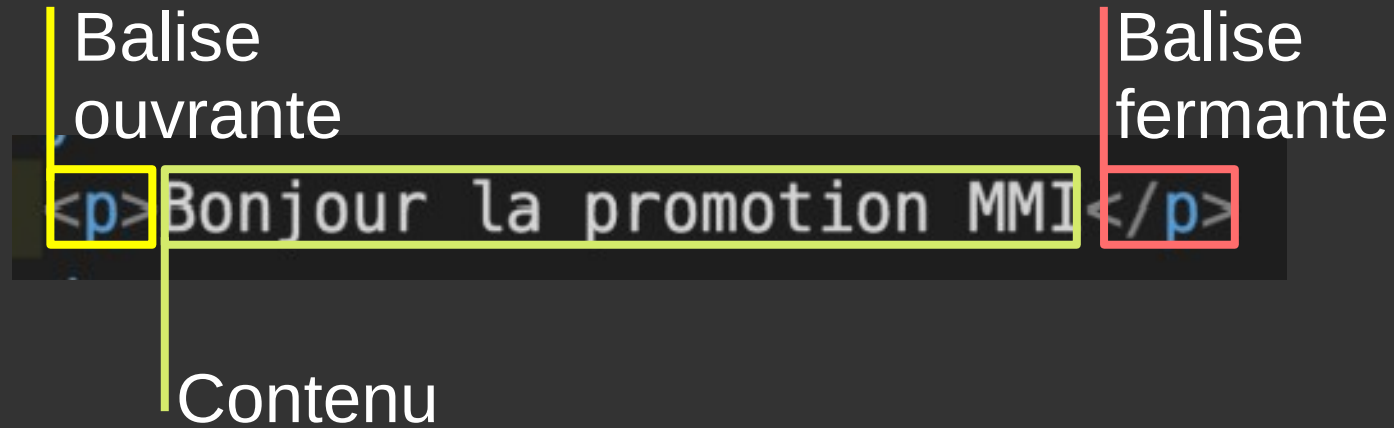 Balise
ouvrante
Balise
fermante
<p>Bonjour la promotion MMI</p>
Contenu